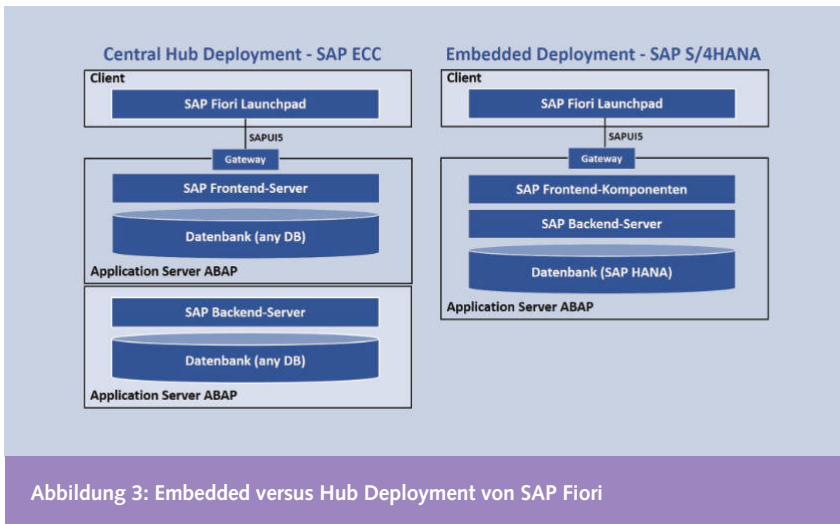 Central Hub Deployment - SAP ECC
Client
SAP Fiori Launchpad
SAPUI5
Gateway
SAP Frontend-Server
Datenbank (any DB)
Application Server ABAP
SAP Backend-Server
Datenbank (any DB)
Application Server ABAP
Embedded Deployment - SAP S/4HANA
Client
SAP Fiori Launchpad
SAPUI5
Gateway
SAP Frontend-Komponenten
SAP Backend-Server
Datenbank (SAP HANA)
Application Server ABAP
Abbildung 3: Embedded versus Hub Deployment von SAP Fiori